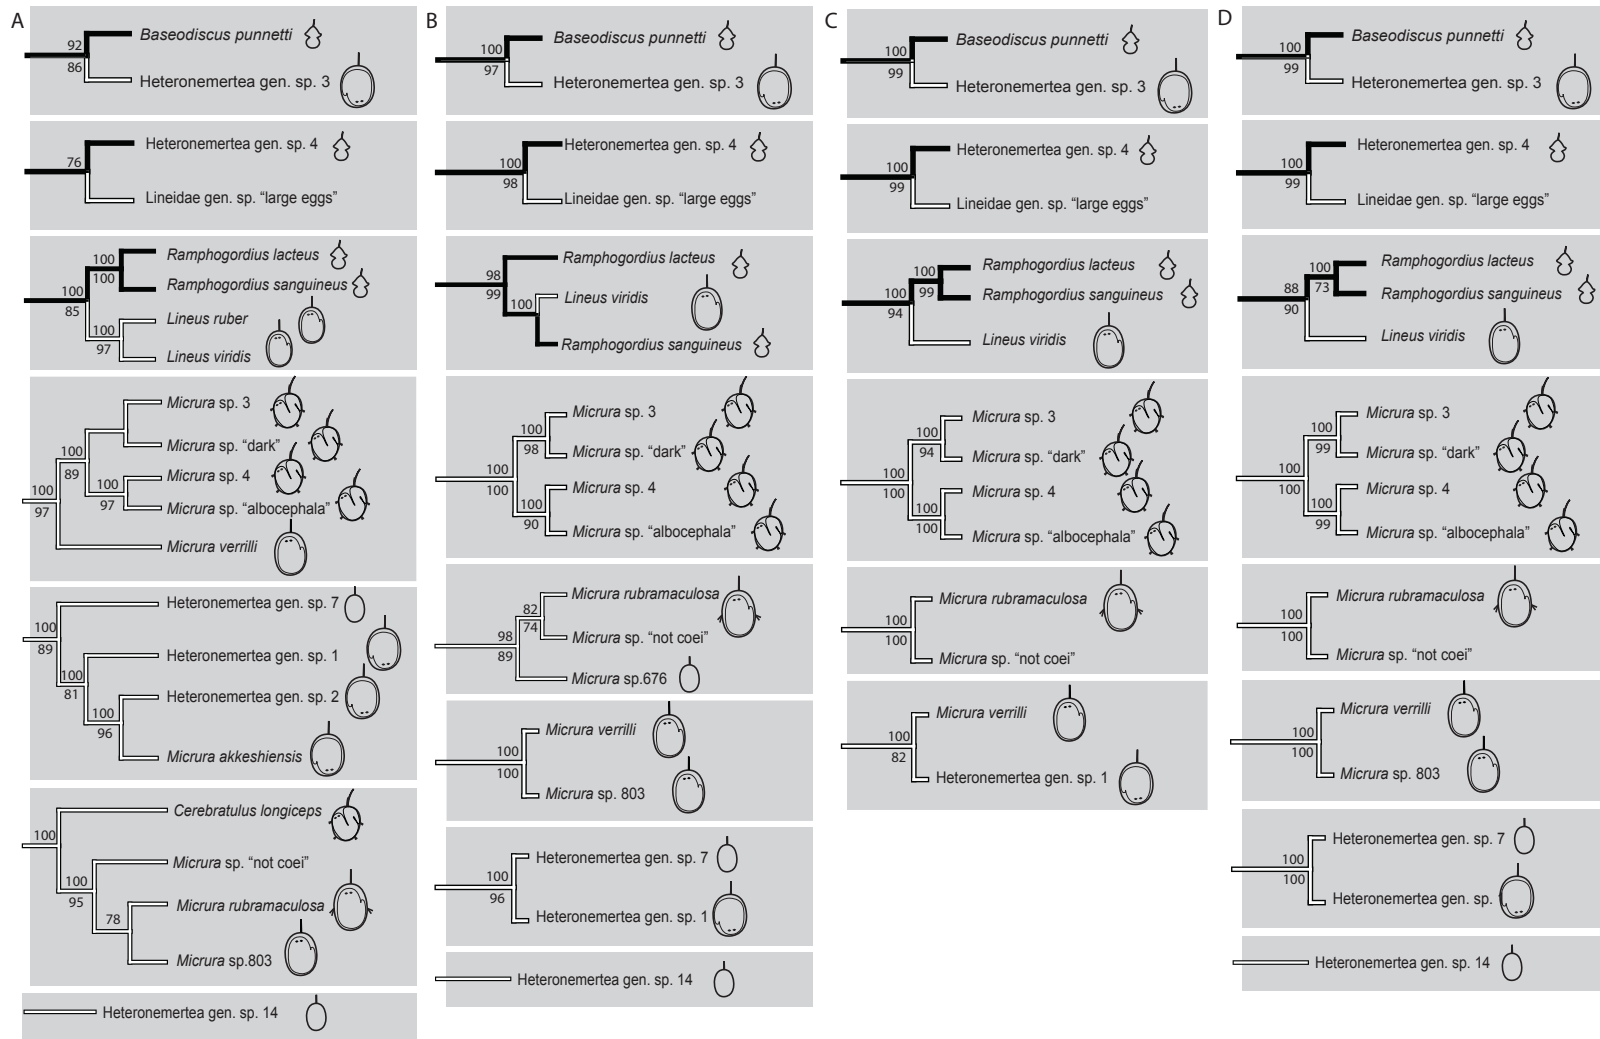 A
92
86
Baseodiscus punnetti
Heteronemertea gen. sp. 3
76
Heteronemertea gen. sp. 4
Lineidae gen. sp. “large eggs”
100
85
100
100
Ramphogordius lacteus
Ramphogordius sanguineus
100
97
Lineus ruber
Lineus viridis
100
97
100
89
Micrura sp. 3
Micrura sp. “dark”
100
97
Micrura sp. 4
Micrura sp. “albocephala”
Micrura verrilli
100
89
Heteronemertea gen. sp. 7
100
81
Heteronemertea gen. sp. 1
100
96
Heteronemertea gen. sp. 2
Micrura akkeshiensis
100
Cerebratulus longiceps
100
95
Micrura sp. “not coei”
78
Micrura rubramaculosa
Micrura sp.803
Heteronemertea gen. sp. 14
B
100
97
Baseodiscus punnetti
Heteronemertea gen. sp. 3
100
98
Heteronemertea gen. sp. 4
Lineidae gen. sp. “large eggs”
98
99
Ramphogordius lacteus
100
Lineus viridis
Ramphogordius sanguineus
100
100
100
98
Micrura sp. 3
Micrura sp. “dark”
100
90
Micrura sp. 4
Micrura sp. “albocephala”
98
89
82
74
Micrura rubramaculosa
Micrura sp. “not coei”
Micrura sp.676
100
100
Micrura verrilli
Micrura sp. 803
100
96
Heteronemertea gen. sp. 7
Heteronemertea gen. sp. 1
Heteronemertea gen. sp. 14
C
100
99
Baseodiscus punnetti
Heteronemertea gen. sp. 3
100
99
Heteronemertea gen. sp. 4
Lineidae gen. sp. “large eggs”
100
94
100
99
Ramphogordius lacteus
Ramphogordius sanguineus
Lineus viridis
100
100
100
94
Micrura sp. 3
Micrura sp. “dark”
100
100
Micrura sp. 4
Micrura sp. “albocephala”
100
100
Micrura rubramaculosa
Micrura sp. “not coei”
100
82
Micrura verrilli
Heteronemertea gen. sp. 1
D
100
99
Baseodiscus punnetti
Heteronemertea gen. sp. 3
100
99
Heteronemertea gen. sp. 4
Lineidae gen. sp. “large eggs”
88
90
100
73
Ramphogordius lacteus
Ramphogordius sanguineus
Lineus viridis
100
100
100
99
Micrura sp. 3
Micrura sp. “dark”
100
99
Micrura sp. 4
Micrura sp. “albocephala”
100
100
Micrura rubramaculosa
Micrura sp. “not coei”
100
100
Micrura verrilli
Micrura sp. 803
100
100
Heteronemertea gen. sp. 7
Heteronemertea gen. sp.
Heteronemertea gen. sp. 14